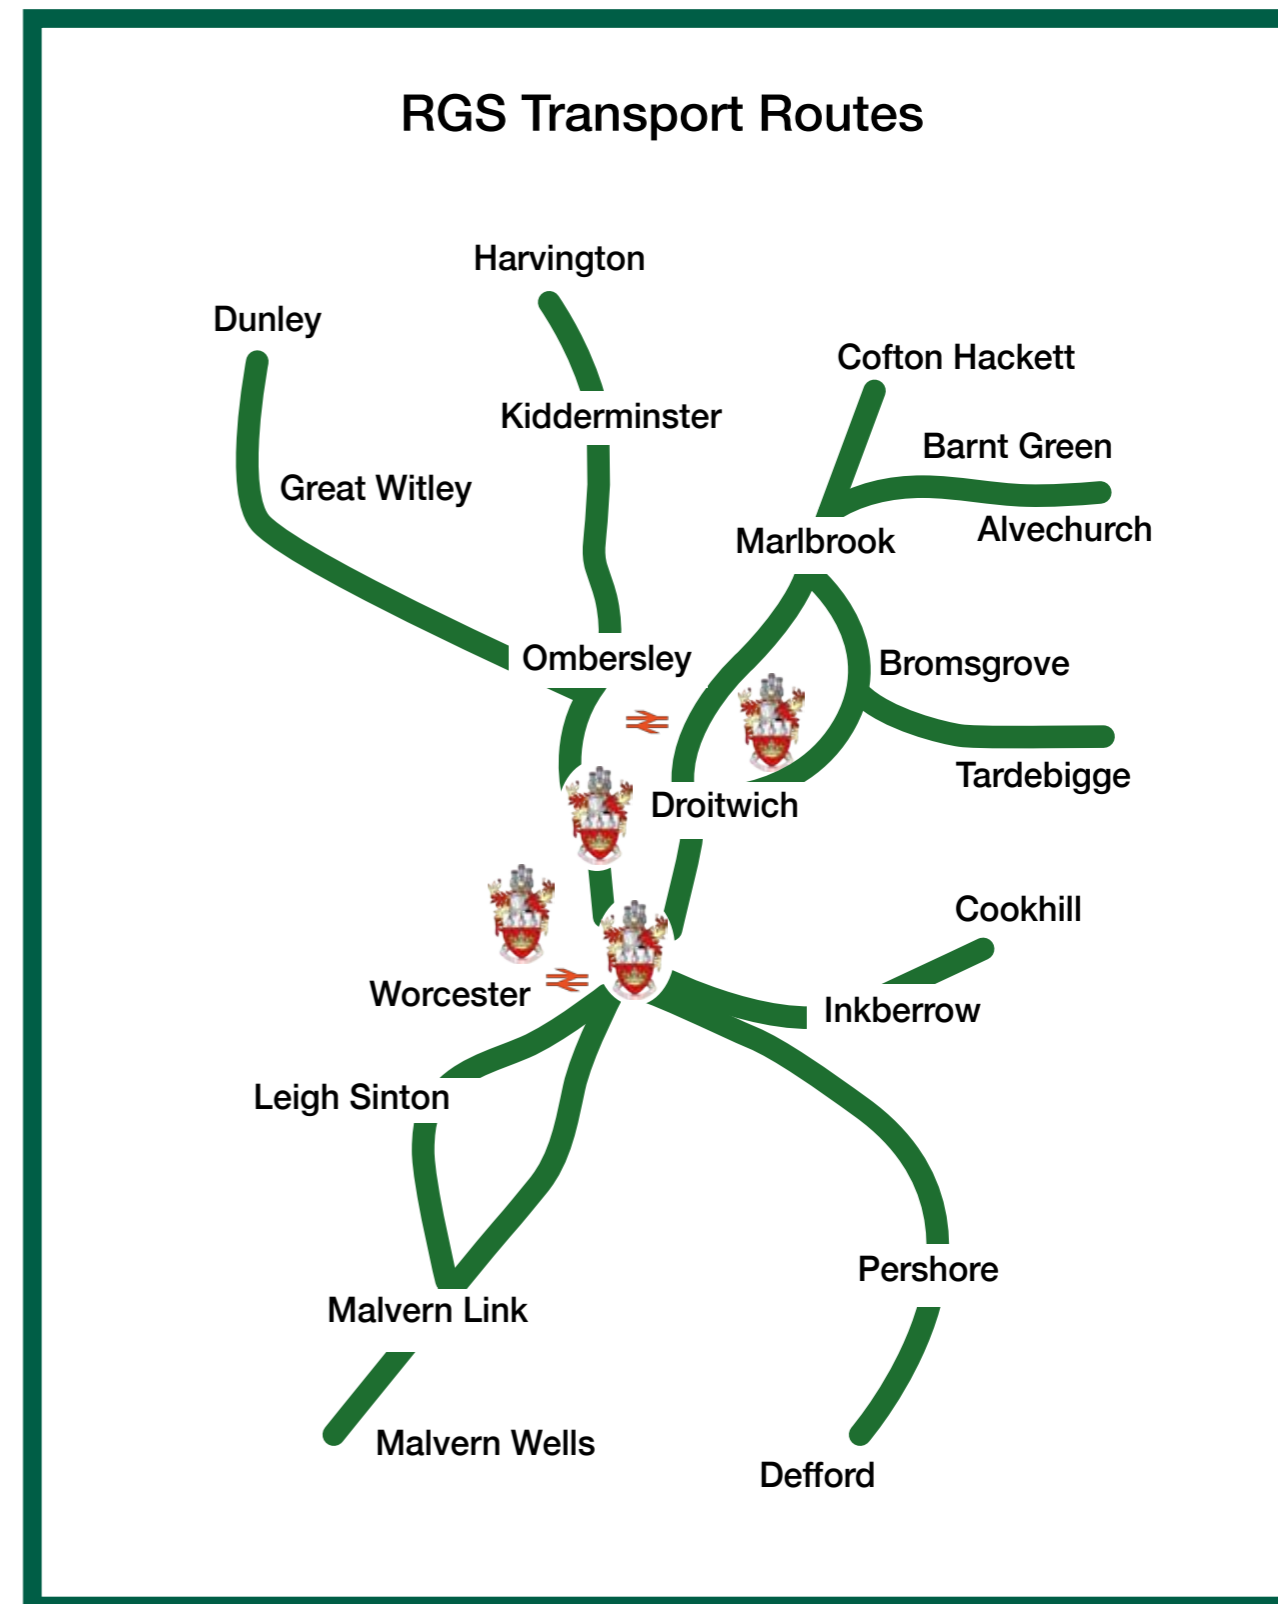 RGS Transport Routes
Harvington
Dunley
Cofton Hackett
Kidderminster
Barnt Green
Great Witley
Alvechurch
Marlbrook
Ombersley
Bromsgrove
Tardebigge
Droitwich
Cookhill
Worcester
Inkberrow
Leigh Sinton
Pershore
Malvern Link
Malvern Wells
Defford